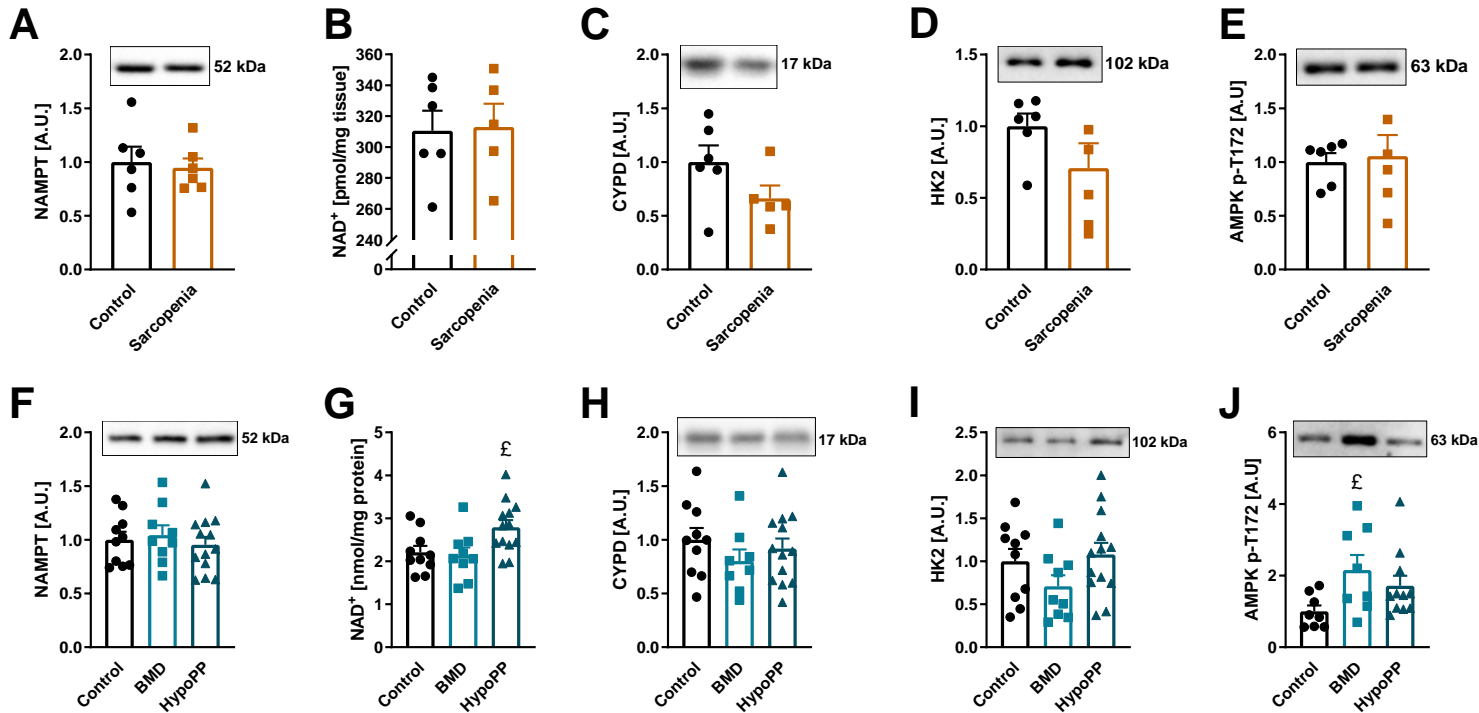 A
NAMPT [A.U.]
2.0
1.5
1.0
0.5
0.0
52 kDa
Control
Sarcopenia
B
NAD+ [pmol/mg tissue]
360
340
320
300
280
260
240
0
Control
Sarcopenia
C
CYPD [A.U.]
2.0
1.5
1.0
0.5
0.0
17 kDa
Control
Sarcopenia
D
HK2 [A.U.]
1.5
1.0
0.5
0.0
102 kDa
Control
Sarcopenia
E
AMPK p-T172 [A.U]
2.0
1.5
1.0
0.5
0.0
63 kDa
Control
Sarcopenia
F
NAMPT [A.U.]
2.0
1.5
1.0
0.5
0.0
52 kDa
Control
BMD
HypoPP
G
NAD+ [nmol/mg protein]
5
4
3
2
1
0
£
Control
BMD
HypoPP
H
CYPD [A.U.]
2.0
1.5
1.0
0.5
0.0
17 kDa
Control
BMD
HypoPP
I
HK2 [A.U.]
2.5
2.0
1.5
1.0
0.5
0.0
102 kDa
Control
BMD
HypoPP
J
AMPK p-T172 [A.U]
6
4
2
0
63 kDa
£
Control
BMD
HypoPP